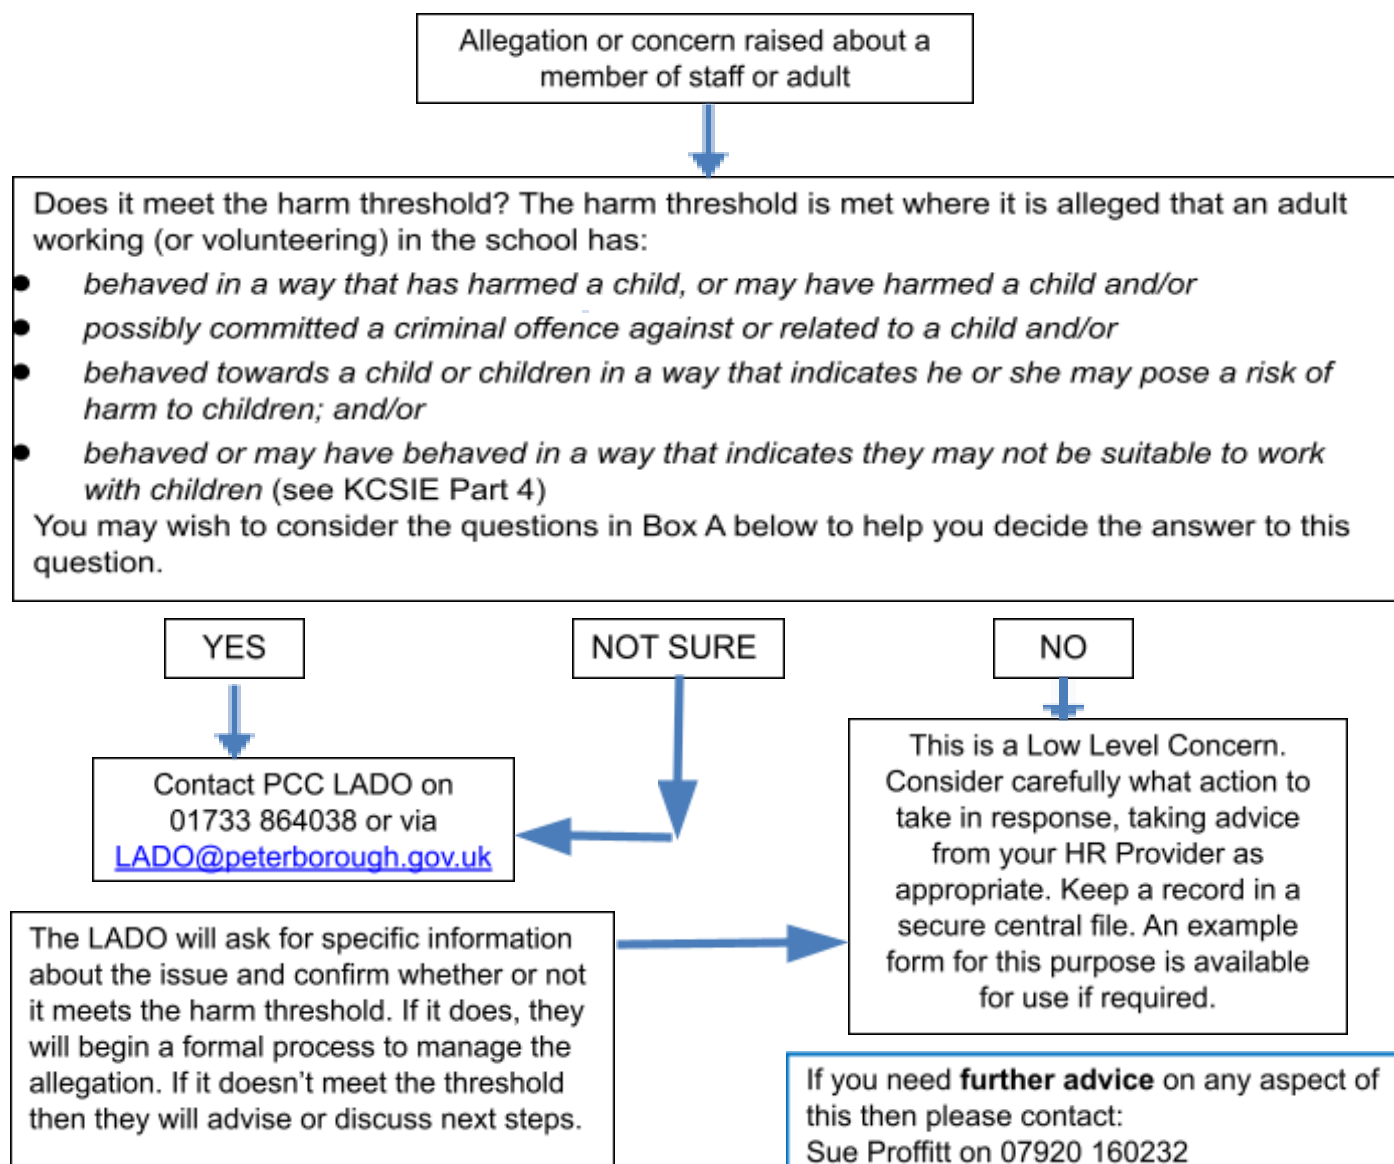 Allegation or concern raised about a
member of staff or adult
Does it meet the harm threshold? The harm threshold is met where it is alleged that an adult
working (or volunteering) in the school has:
● behaved in a way that has harmed a child, or may have harmed a child and/or
● possibly committed a criminal offence against or related to a child and/or
● behaved towards a child or children in a way that indicates he or she may pose a risk of
harm to children; and/or
● behaved or may have behaved in a way that indicates they may not be suitable to work
with children (see KCSIE Part 4)
You may wish to consider the questions in Box A below to help you decide the answer to this
question.
YES
NOT SURE
NO
Contact PCC LADO on
01733 864038 or via
LADO@peterborough.gov.uk
This is a Low Level Concern.
Consider carefully what action to
take in response, taking advice
from your HR Provider as
appropriate. Keep a record in a
secure central file. An example
form for this purpose is available
for use if required.
The LADO will ask for specific information
about the issue and confirm whether or not
it meets the harm threshold. If it does, they
will begin a formal process to manage the
allegation. If it doesn’t meet the threshold
then they will advise or discuss next steps.
If you need further advice on any aspect of
this then please contact:
Sue Proffitt on 07920 160232